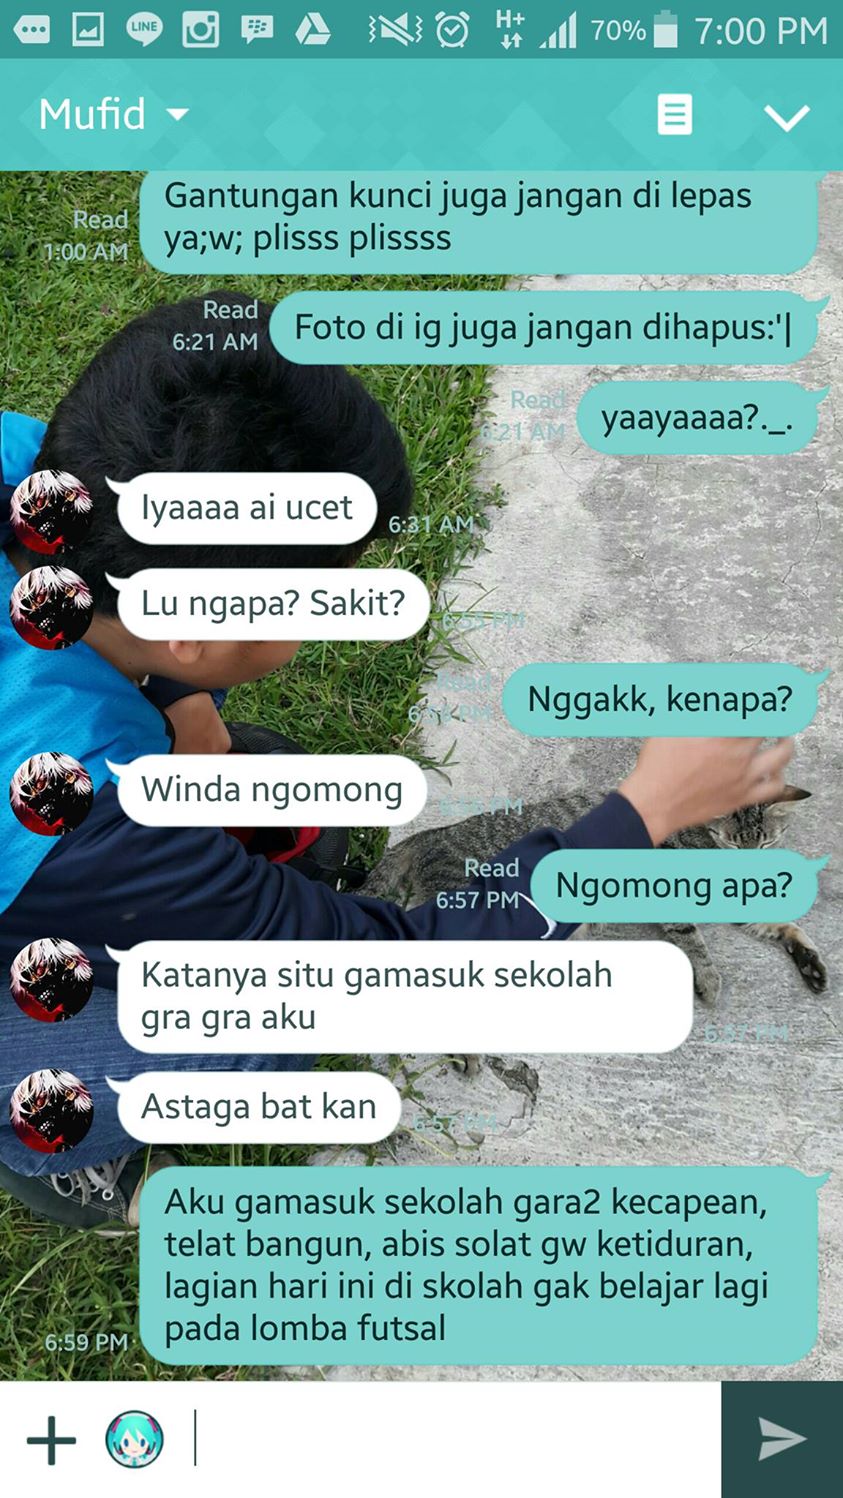 LINE
H+
70%
7:00 PM
Mufid
Gantungan kunci juga jangan di lepas
ya;w; plisss plissss
Read
1:00 AM
Read
6:21 AM
Foto di ig juga jangan dihapus:'|
Read
6:21 AM
yaayaaaa?._.
Iyaaaa ai ucet
6:31 AM
Lu ngapa? Sakit?
6:55 PM
Read
Nggakk, kenapa?
Winda ngomong
6:56 PM
Read
6:57 PM
Ngomong apa?
Katanya situ gamasuk sekolah
gra gra aku
6:57 PM
Astaga bat kan
6:57 PM
Aku gamasuk sekolah gara2 kecapean,
telat bangun, abis solat gw ketiduran,
lagian hari ini di skolah gak belajar lagi
pada lomba futsal
6:59 PM